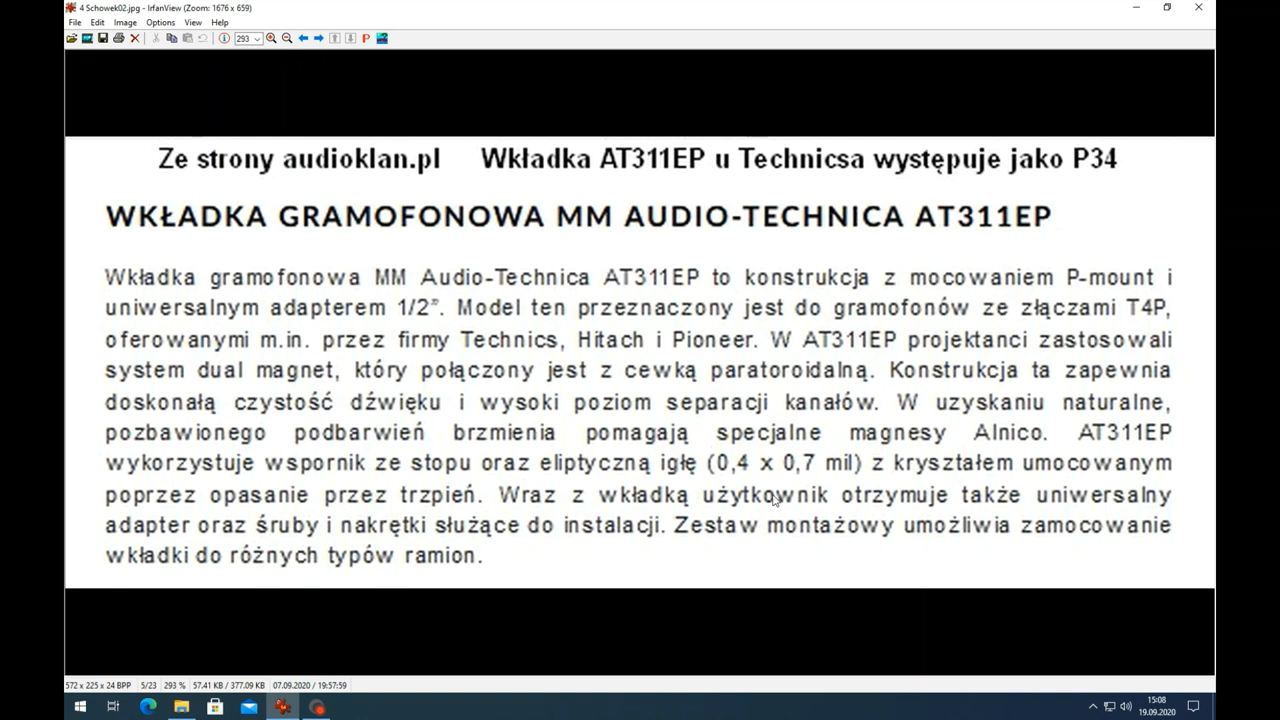 4 Schowek02.jpg - IrfanView (Zoom: 1676 x 659)
File Edit Image Options View Help
293
Ze strony audioklan.pl Wkładka AT311EP u Technicsa występuje jako P34
WKŁADKA GRAMOFONOWA MM AUDIO-TECHNICA AT311EP
Wkładka gramofonowa MM Audio-Technica AT311EP to konstrukcja z mocowaniem P-mount i
uniwersalnym adapterem 1/2”. Model ten przeznaczony jest do gramofonów ze złączami T4P,
oferowanymi m.in. przez firmy Technics, Hitach i Pioneer. W AT311EP projektanci zastosowali
system dual magnet, który połączony jest z cewką paratoroidalną. Konstrukcja ta zapewnia
doskonałą czystość dźwięku i wysoki poziom separacji kanałów. W uzyskaniu naturalne,
pozbawionego podbarwień brzmienia pomagają specjalne magnesy Alnico. AT311EP
wykorzystuje wspornik ze stopu oraz eliptyczną igłę (0,4 x 0,7 mil) z kryształem umocowanym
poprzez opasanie przez trzpień. Wraz z wkładką użytkownik otrzymuje także uniwersalny
adapter oraz śruby i nakrętki służące do instalacji. Zestaw montażowy umożliwia zamocowanie
wkładki do różnych typów ramion.
572 x 225 x 24 BPP 5/23 293 % 57.41 KB / 377.09 KB 07.09.2020 / 19:57:59
15:08
19.09.2020